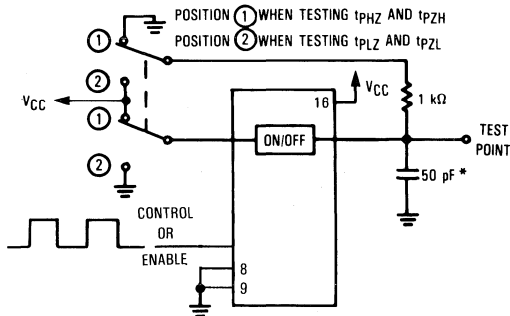 POSITION 1 WHEN TESTING tPHZ AND tPZH
POSITION 2 WHEN TESTING tPLZ AND tPZL
1
2
VCC
1
2
16
VCC
1 kΩ
ON/OFF
TEST
POINT
50 pF*
CONTROL
OR
ENABLE
8
9